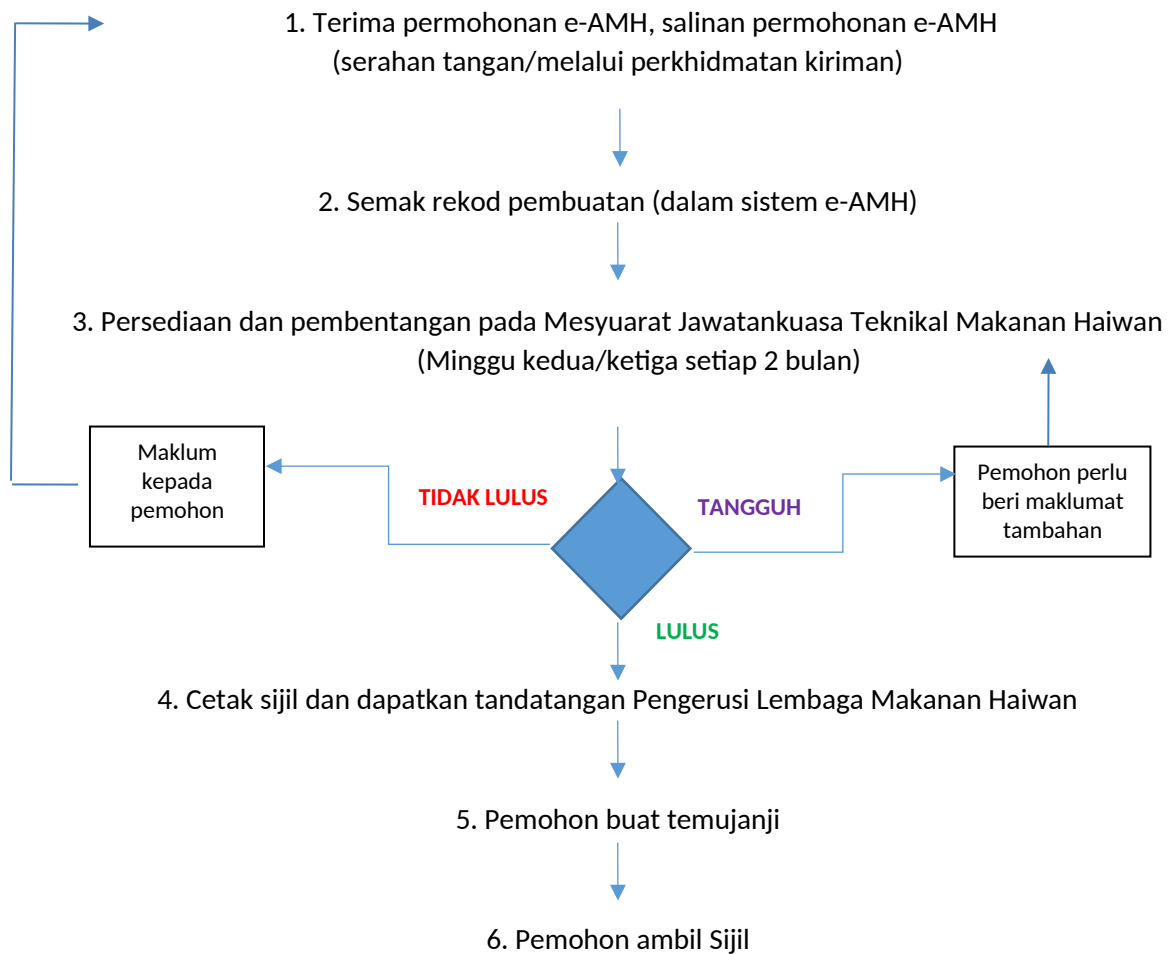 1. Terima permohonan e-AMH, salinan permohonan e-AMH
(serahan tangan/melalui perkhidmatan kiriman)
2. Semak rekod pembuatan (dalam sistem e-AMH)
3. Persediaan dan pembentangan pada Mesyuarat Jawatankuasa Teknikal Makanan Haiwan
(Minggu kedua/ketiga setiap 2 bulan)
Maklum
kepada
pemohon
TIDAK LULUS
TANGGUH
Pemohon perlu
beri maklumat
tambahan
LULUS
4. Cetak sijil dan dapatkan tandatangan Pengerusi Lembaga Makanan Haiwan
5. Pemohon buat temujanji
6. Pemohon ambil Sijil